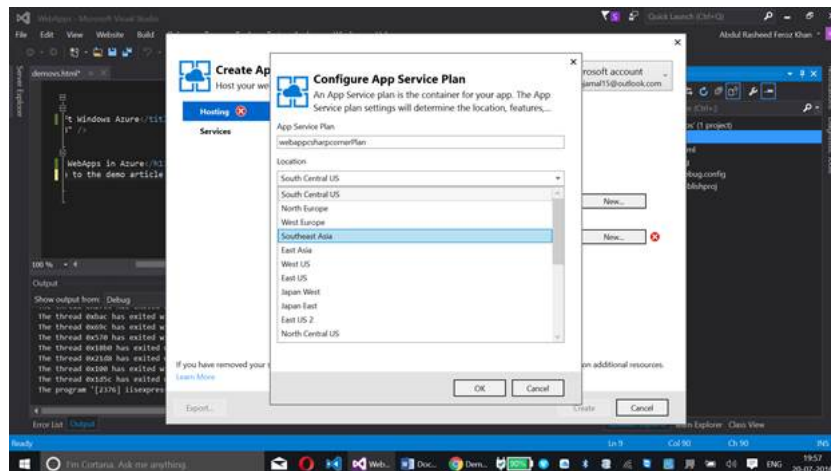 WebApps - Microsoft Visual Studio
Quick Launch (Ctrl+Q)
File Edit View Website Build
Abdul Rasheed Feroz Khan
Server Explorer
demovs.html*
t Windows Azure</tit
" />
WebApps in Azure</h1
to the demo article
100 %
Output
Show output from: Debug
The thread 0xbac has exited w
The thread 0x69c has exited w
The thread 0x570 has exited w
The thread 0x18b0 has exited
The thread 0x21d8 has exited
The thread 0x100 has exited w
The thread 0x1d5c has exited
The program '[2376] iisexpres
Error List Output
Create Ap
Host your we
rosoft account
jamal15@outlook.com
Hosting
Services
New...
New...
If you have removed your
on additional resources.
Learn More
Export...
Create
Cancel
Configure App Service Plan
An App Service plan is the container for your app. The App
Service plan settings will determine the location, features,...
App Service Plan
webappcsharpcornerPlan
Location
South Central US
South Central US
North Europe
West Europe
Southeast Asia
East Asia
West US
East US
Japan West
Japan East
East US 2
North Central US
OK
Cancel
(1 project)
bug.config
blishproj
Class View
Ready
Ln 9 Col 90 Ch 90 INS
I'm Cortana. Ask me anything.
Web...
Doc...
Dem...
ENG
19:57